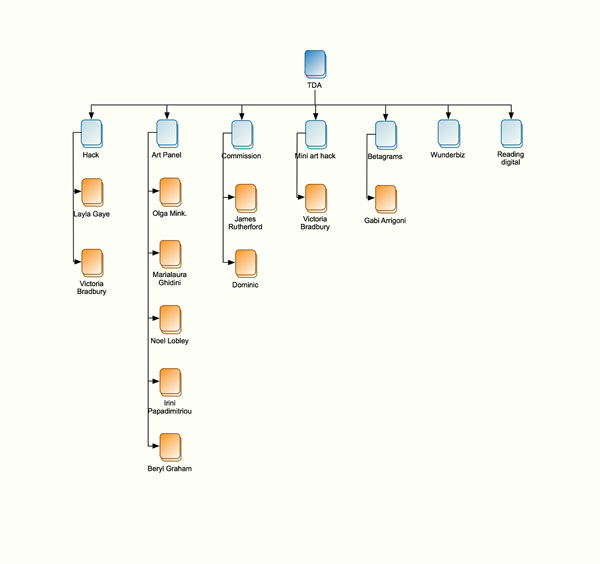 TDA
Hack
Art Panel
Commission
Mini art hack
Betagrams
Wunderbiz
Reading
digital
Layla Gaye
Olga Mink.
James
Rutherford
Victoria
Bradbury
Gabi Arrigoni
Victoria
Bradbury
Marialaura
Ghidini
Dominic
Noel Lobley
Irini
Papadimitriou
Beryl Graham